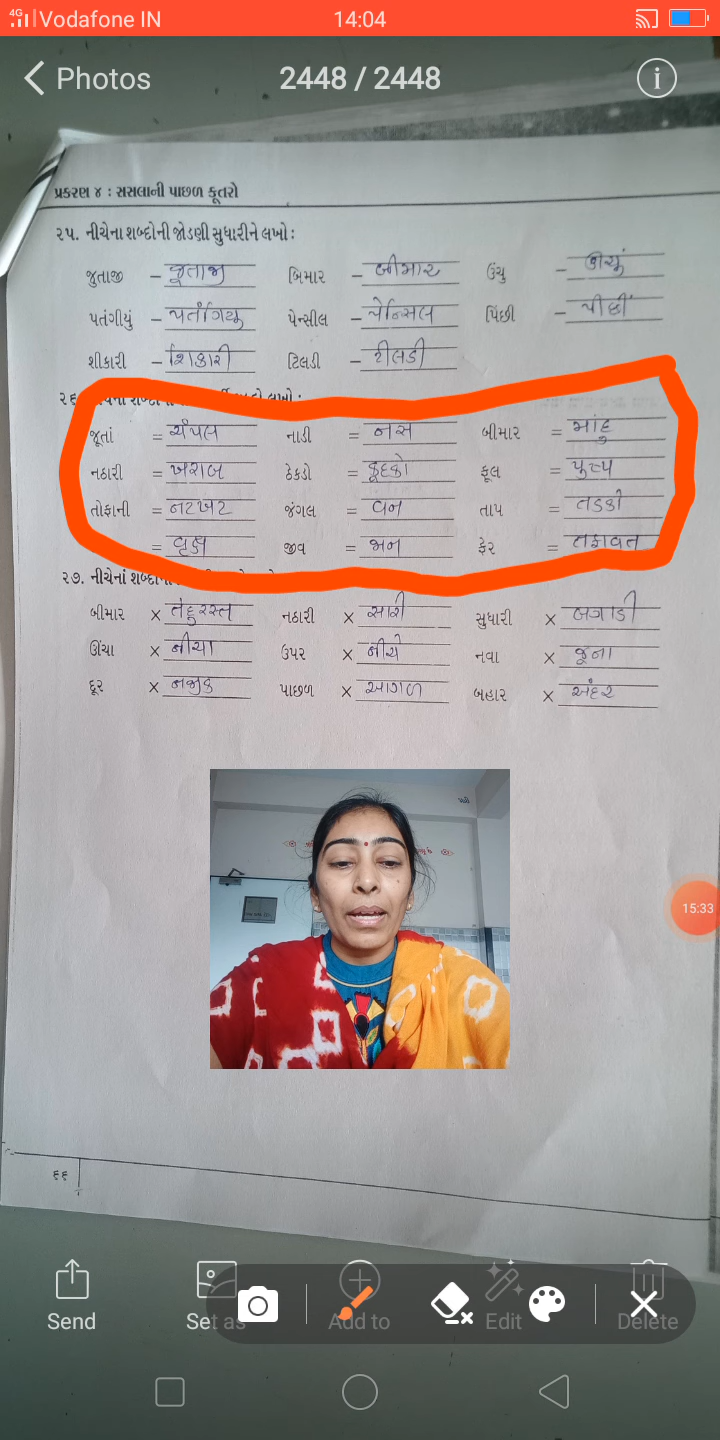 4G Vodafone IN 14:04
Photos 2448 / 2448 i
પ્રકરણ ૪ : સસલાની પાછળ કૂતરો
૨૫. નીચેના શબ્દોની જોડણી સુધારીને લખો :
જુતાજી – જૂતાજી બિમાર – બીમાર ઉંચુ – ઊંચું
પતંગીયું – પતંગિયું પેન્સીલ – પેન્સિલ પિંછી – પીંછી
શીકારી – શિકારી ટિલડી – ટીલડી
૨૬. લખો :
જૂતાં = ચંપલ નાડી = નસ બીમાર = માંદુ
નઠારી = ખરાબ ઠેકડો = કૂદકો ફૂલ = પુષ્પ
તોફાની = નટખટ જંગલ = વન તાપ = તડકો
= વૃક્ષ જીવ = મન ફેર = તફાવત
૨૭. નીચેનાં શબ્દોના
બીમાર × તંદુરસ્ત નઠારી × સારી સુધારી × બગાડી
ઊંચા × નીચા ઉપર × નીચે નવા × જૂના
દૂર × નજીક પાછળ × આગળ બહાર × અંદર
15:33
૬૬
Send Set as Add to Edit Delete